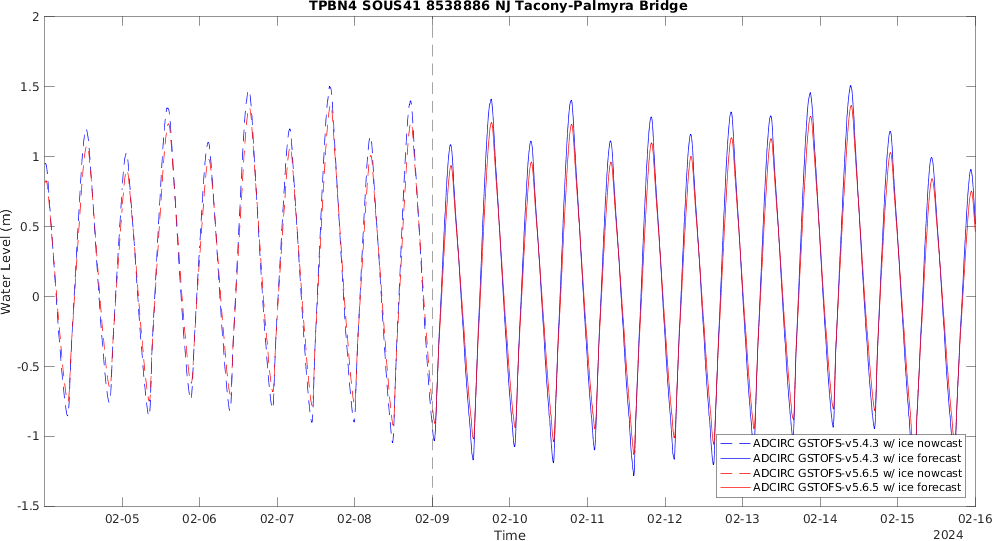 TPBN4 SOUS41 8538886 NJ Tacony-Palmyra Bridge
Water Level (m)
2
1.5
1
0.5
0
-0.5
-1
-1.5
ADCIRC GSTOFS-v5.4.3 w/ ice nowcast
ADCIRC GSTOFS-v5.4.3 w/ ice forecast
ADCIRC GSTOFS-v5.6.5 w/ ice nowcast
ADCIRC GSTOFS-v5.6.5 w/ ice forecast
02-05 02-06 02-07 02-08 02-09 02-10 02-11 02-12 02-13 02-14 02-15 02-16
Time
2024